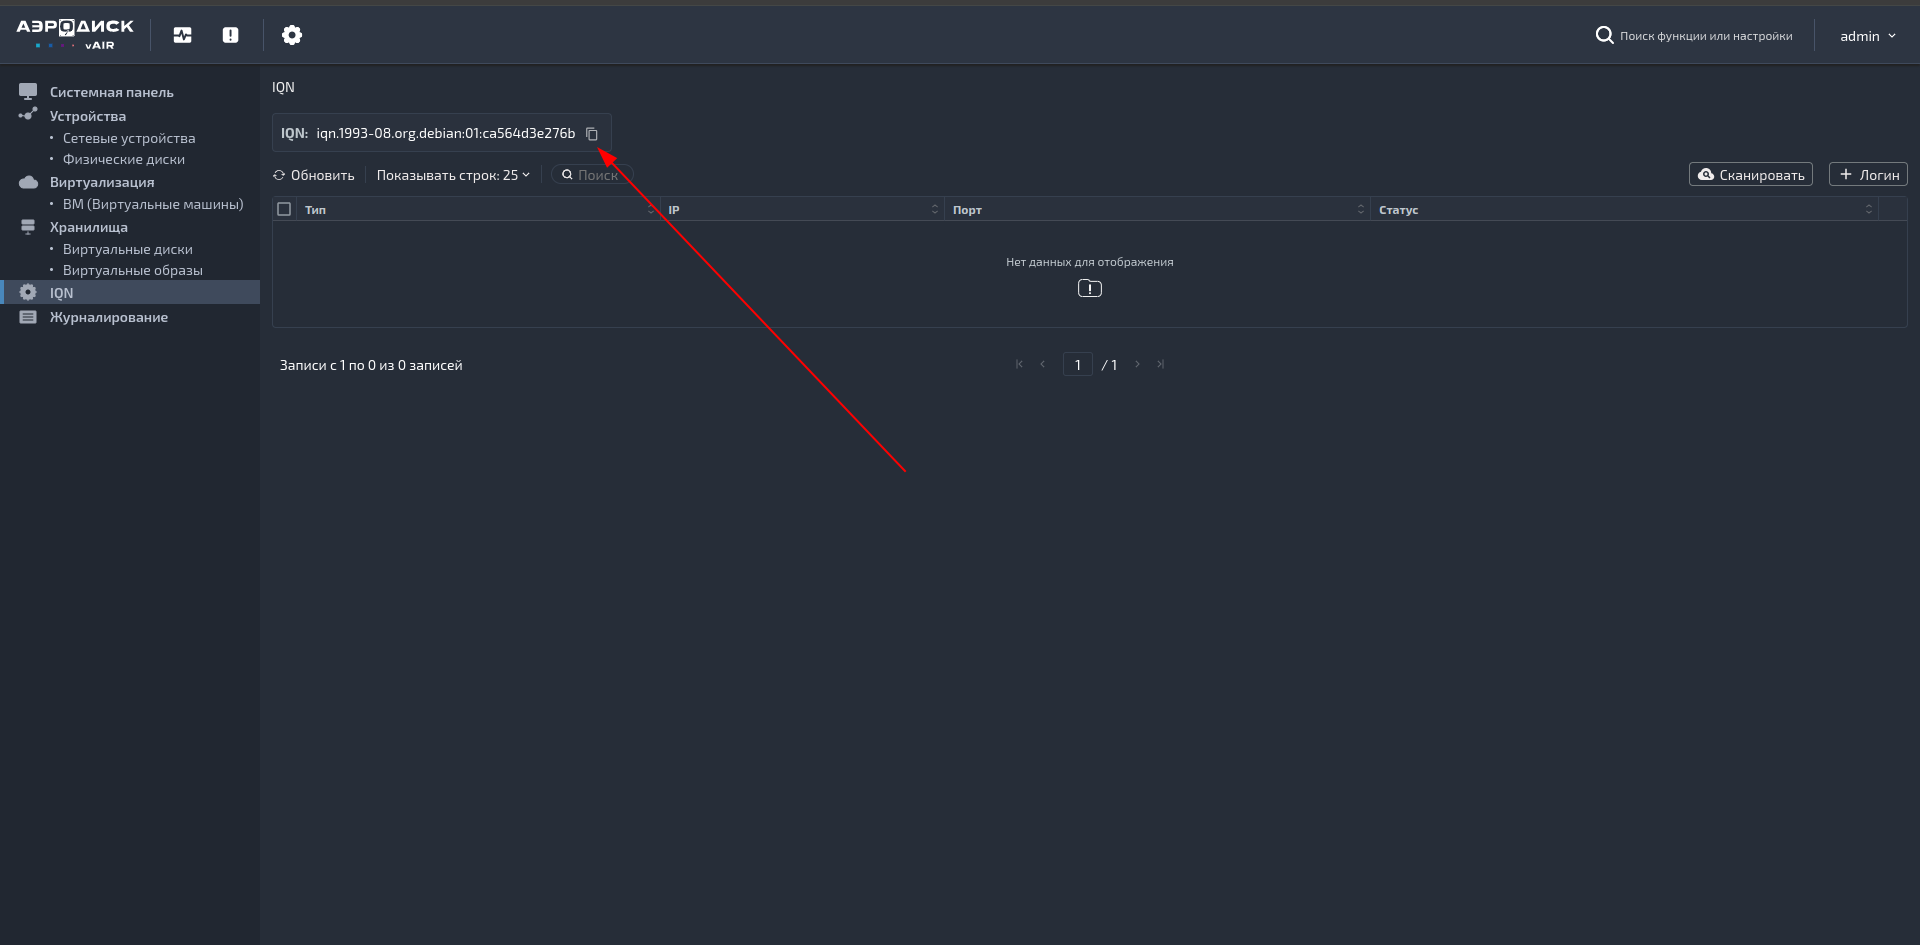 АЭРОДИСК
vAIR
Поиск функции или настройки
admin
Системная панель
Устройства
• Сетевые устройства
• Физические диски
Виртуализация
• ВМ (Виртуальные машины)
Хранилища
• Виртуальные диски
• Виртуальные образы
IQN
Журналирование
IQN
IQN: iqn.1993-08.org.debian:01:ca564d3e276b
Обновить Показывать строк: 25 Поиск Сканировать + Логин
Тип IP Порт Статус
Нет данных для отображения
Записи с 1 по 0 из 0 записей 1 / 1